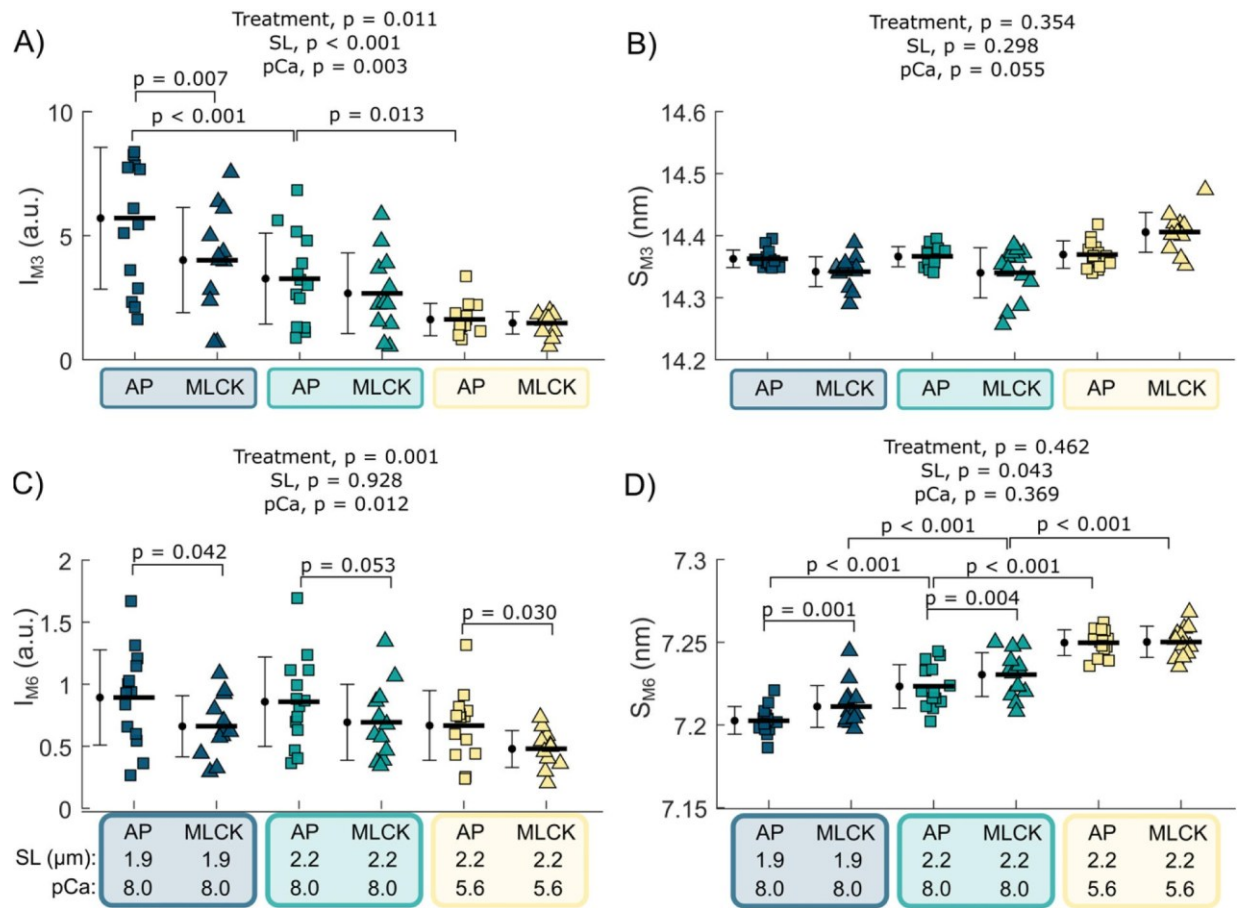 A)
Treatment, p = 0.011
SL, p < 0.001
pCa, p = 0.003
p = 0.007
p < 0.001
p = 0.013
10
5
0
I_M3 (a.u.)
AP MLCK AP MLCK AP MLCK
B)
Treatment, p = 0.354
SL, p = 0.298
pCa, p = 0.055
14.6
14.5
14.4
14.3
14.2
S_M3 (nm)
AP MLCK AP MLCK AP MLCK
C)
Treatment, p = 0.001
SL, p = 0.928
pCa, p = 0.012
p = 0.042
p = 0.053
p = 0.030
2
1.5
1
0.5
0
I_M6 (a.u.)
AP MLCK AP MLCK AP MLCK
SL (μm): 1.9 1.9 2.2 2.2 2.2 2.2
pCa: 8.0 8.0 8.0 8.0 5.6 5.6
D)
Treatment, p = 0.462
SL, p = 0.043
pCa, p = 0.369
p < 0.001
p < 0.001
p < 0.001
p < 0.001
p = 0.001
p = 0.004
7.3
7.25
7.2
7.15
S_M6 (nm)
AP MLCK AP MLCK AP MLCK
1.9 1.9 2.2 2.2 2.2 2.2
8.0 8.0 8.0 8.0 5.6 5.6